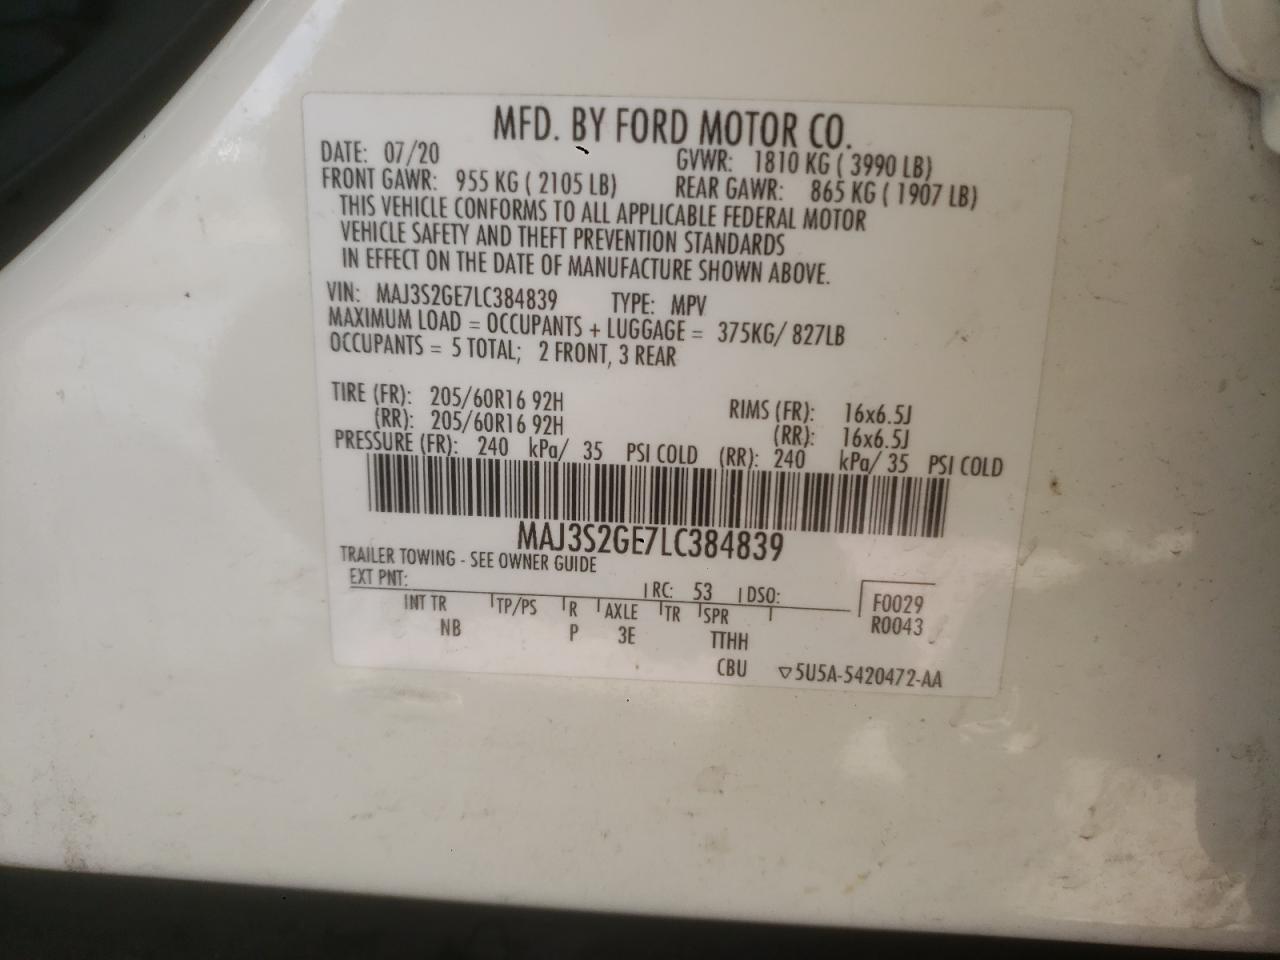 MFD. BY FORD MOTOR CO.
DATE: 07/20 GVWR: 1810 KG ( 3990 LB)
FRONT GAWR: 955 KG ( 2105 LB) REAR GAWR: 865 KG ( 1907 LB)
THIS VEHICLE CONFORMS TO ALL APPLICABLE FEDERAL MOTOR
VEHICLE SAFETY AND THEFT PREVENTION STANDARDS
IN EFFECT ON THE DATE OF MANUFACTURE SHOWN ABOVE.
VIN: MAJ3S2GE7LC384839 TYPE: MPV
MAXIMUM LOAD = OCCUPANTS + LUGGAGE = 375KG/ 827LB
OCCUPANTS = 5 TOTAL; 2 FRONT, 3 REAR
TIRE (FR): 205/60R16 92H RIMS (FR): 16x6.5J
(RR): 205/60R16 92H (RR): 16x6.5J
PRESSURE (FR): 240 kPa/ 35 PSI COLD (RR): 240 kPa/ 35 PSI COLD
MAJ3S2GE7LC384839
TRAILER TOWING - SEE OWNER GUIDE
EXT PNT: RC: 53 DSO: F0029
INT TR TP/PS R AXLE TR SPR R0043
NB P 3E TTHH
CBU ▽5U5A-5420472-AA